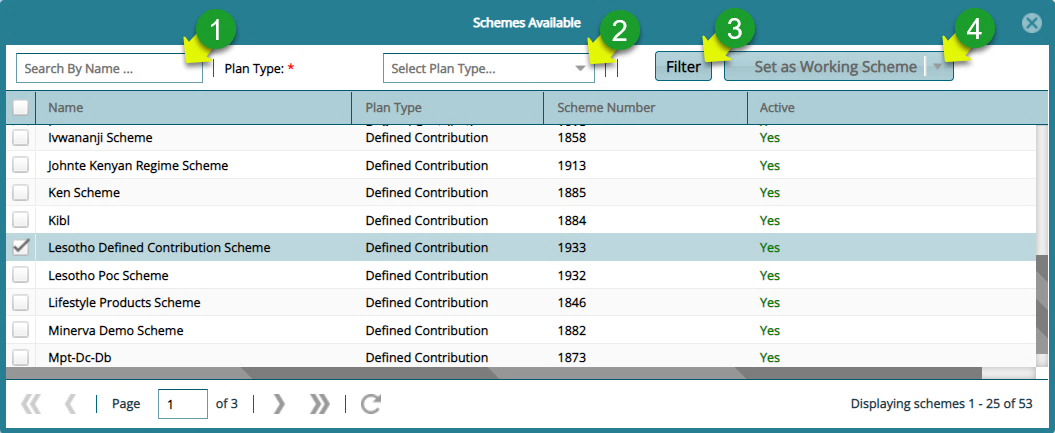 Schemes Available
1 2 3 4
Search By Name ... Plan Type: * Select Plan Type... Filter Set as Working Scheme
Name Plan Type Scheme Number Active
Ivwananji Scheme Defined Contribution 1858 Yes
Johnte Kenyan Regime Scheme Defined Contribution 1913 Yes
Ken Scheme Defined Contribution 1885 Yes
Kibl Defined Contribution 1884 Yes
Lesotho Defined Contribution Scheme Defined Contribution 1933 Yes
Lesotho Poc Scheme Defined Contribution 1932 Yes
Lifestyle Products Scheme Defined Contribution 1846 Yes
Minerva Demo Scheme Defined Contribution 1882 Yes
Mpt-Dc-Db Defined Contribution 1873 Yes
Page 1 of 3 Displaying schemes 1 - 25 of 53